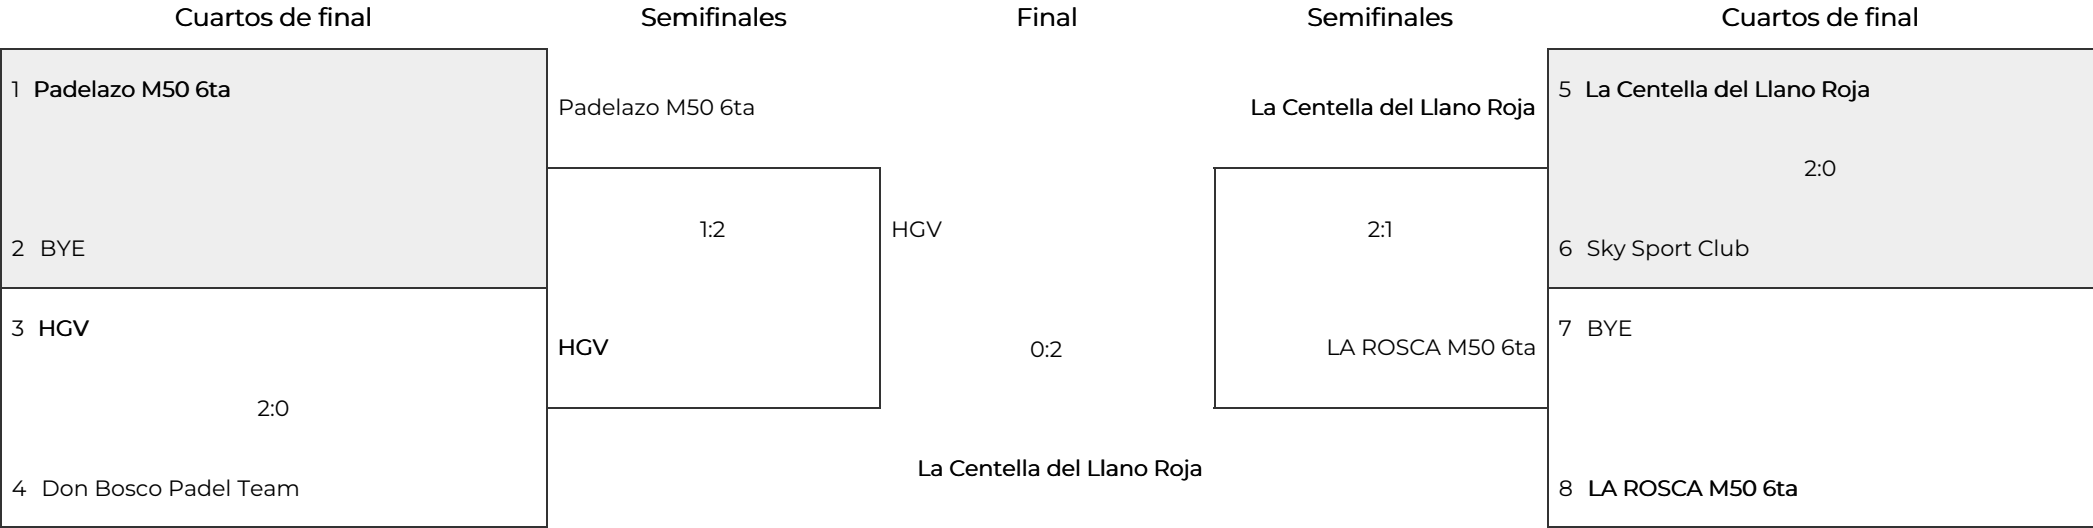 Cuartos de final
Semifinales
Final
Semifinales
Cuartos de final
1 Padelazo M50 6ta
2 BYE
3 HGV
2:0
4 Don Bosco Padel Team
Padelazo M50 6ta
1:2
HGV
HGV
0:2
La Centella del Llano Roja
La Centella del Llano Roja
2:1
LA ROSCA M50 6ta
5 La Centella del Llano Roja
2:0
6 Sky Sport Club
7 BYE
8 LA ROSCA M50 6ta